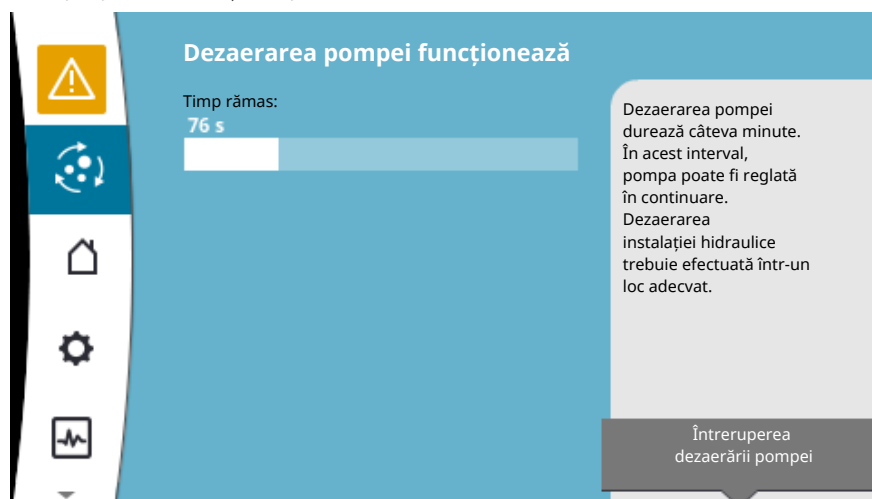 Dezaerarea pompei funcționează
Timp rămas:
76 s
Dezaerarea pompei
durează câteva minute.
În acest interval,
pompa poate fi reglată
în continuare.
Dezaerarea
instalației hidraulice
trebuie efectuată într-un
loc adecvat.
Întreruperea
dezaerării pompei